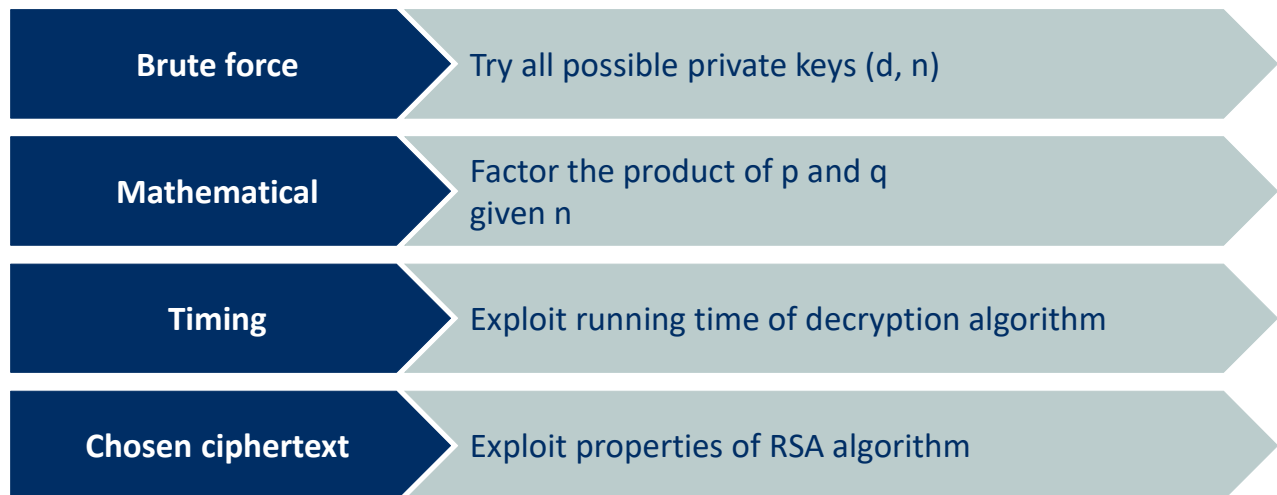 Brute force
Try all possible private keys (d, n)
Mathematical
Factor the product of p and q
given n
Timing
Exploit running time of decryption algorithm
Chosen ciphertext
Exploit properties of RSA algorithm